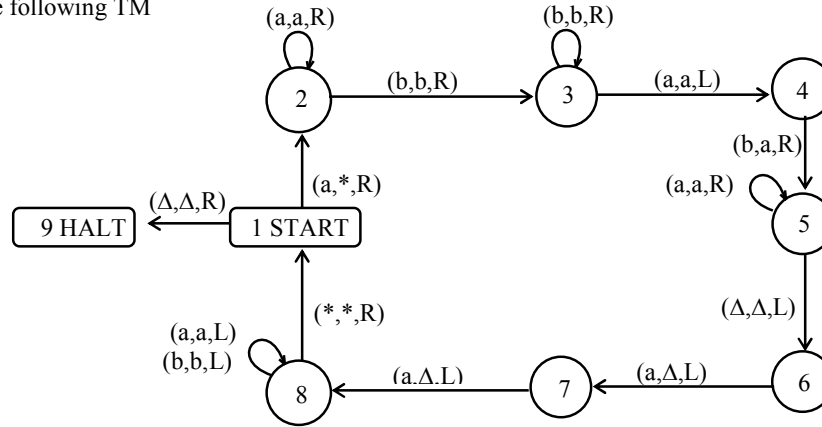 e following TM
(a,a,R)
(b,b,R)
2
(b,b,R)
3
(a,a,L)
4
(b,a,R)
(a,a,R)
(a,*,R)
5
9 HALT
(Δ,Δ,R)
1 START
(Δ,Δ,L)
(*,*,R)
(a,a,L)
(b,b,L)
8
(a,Δ,L)
7
(a,Δ,L)
6